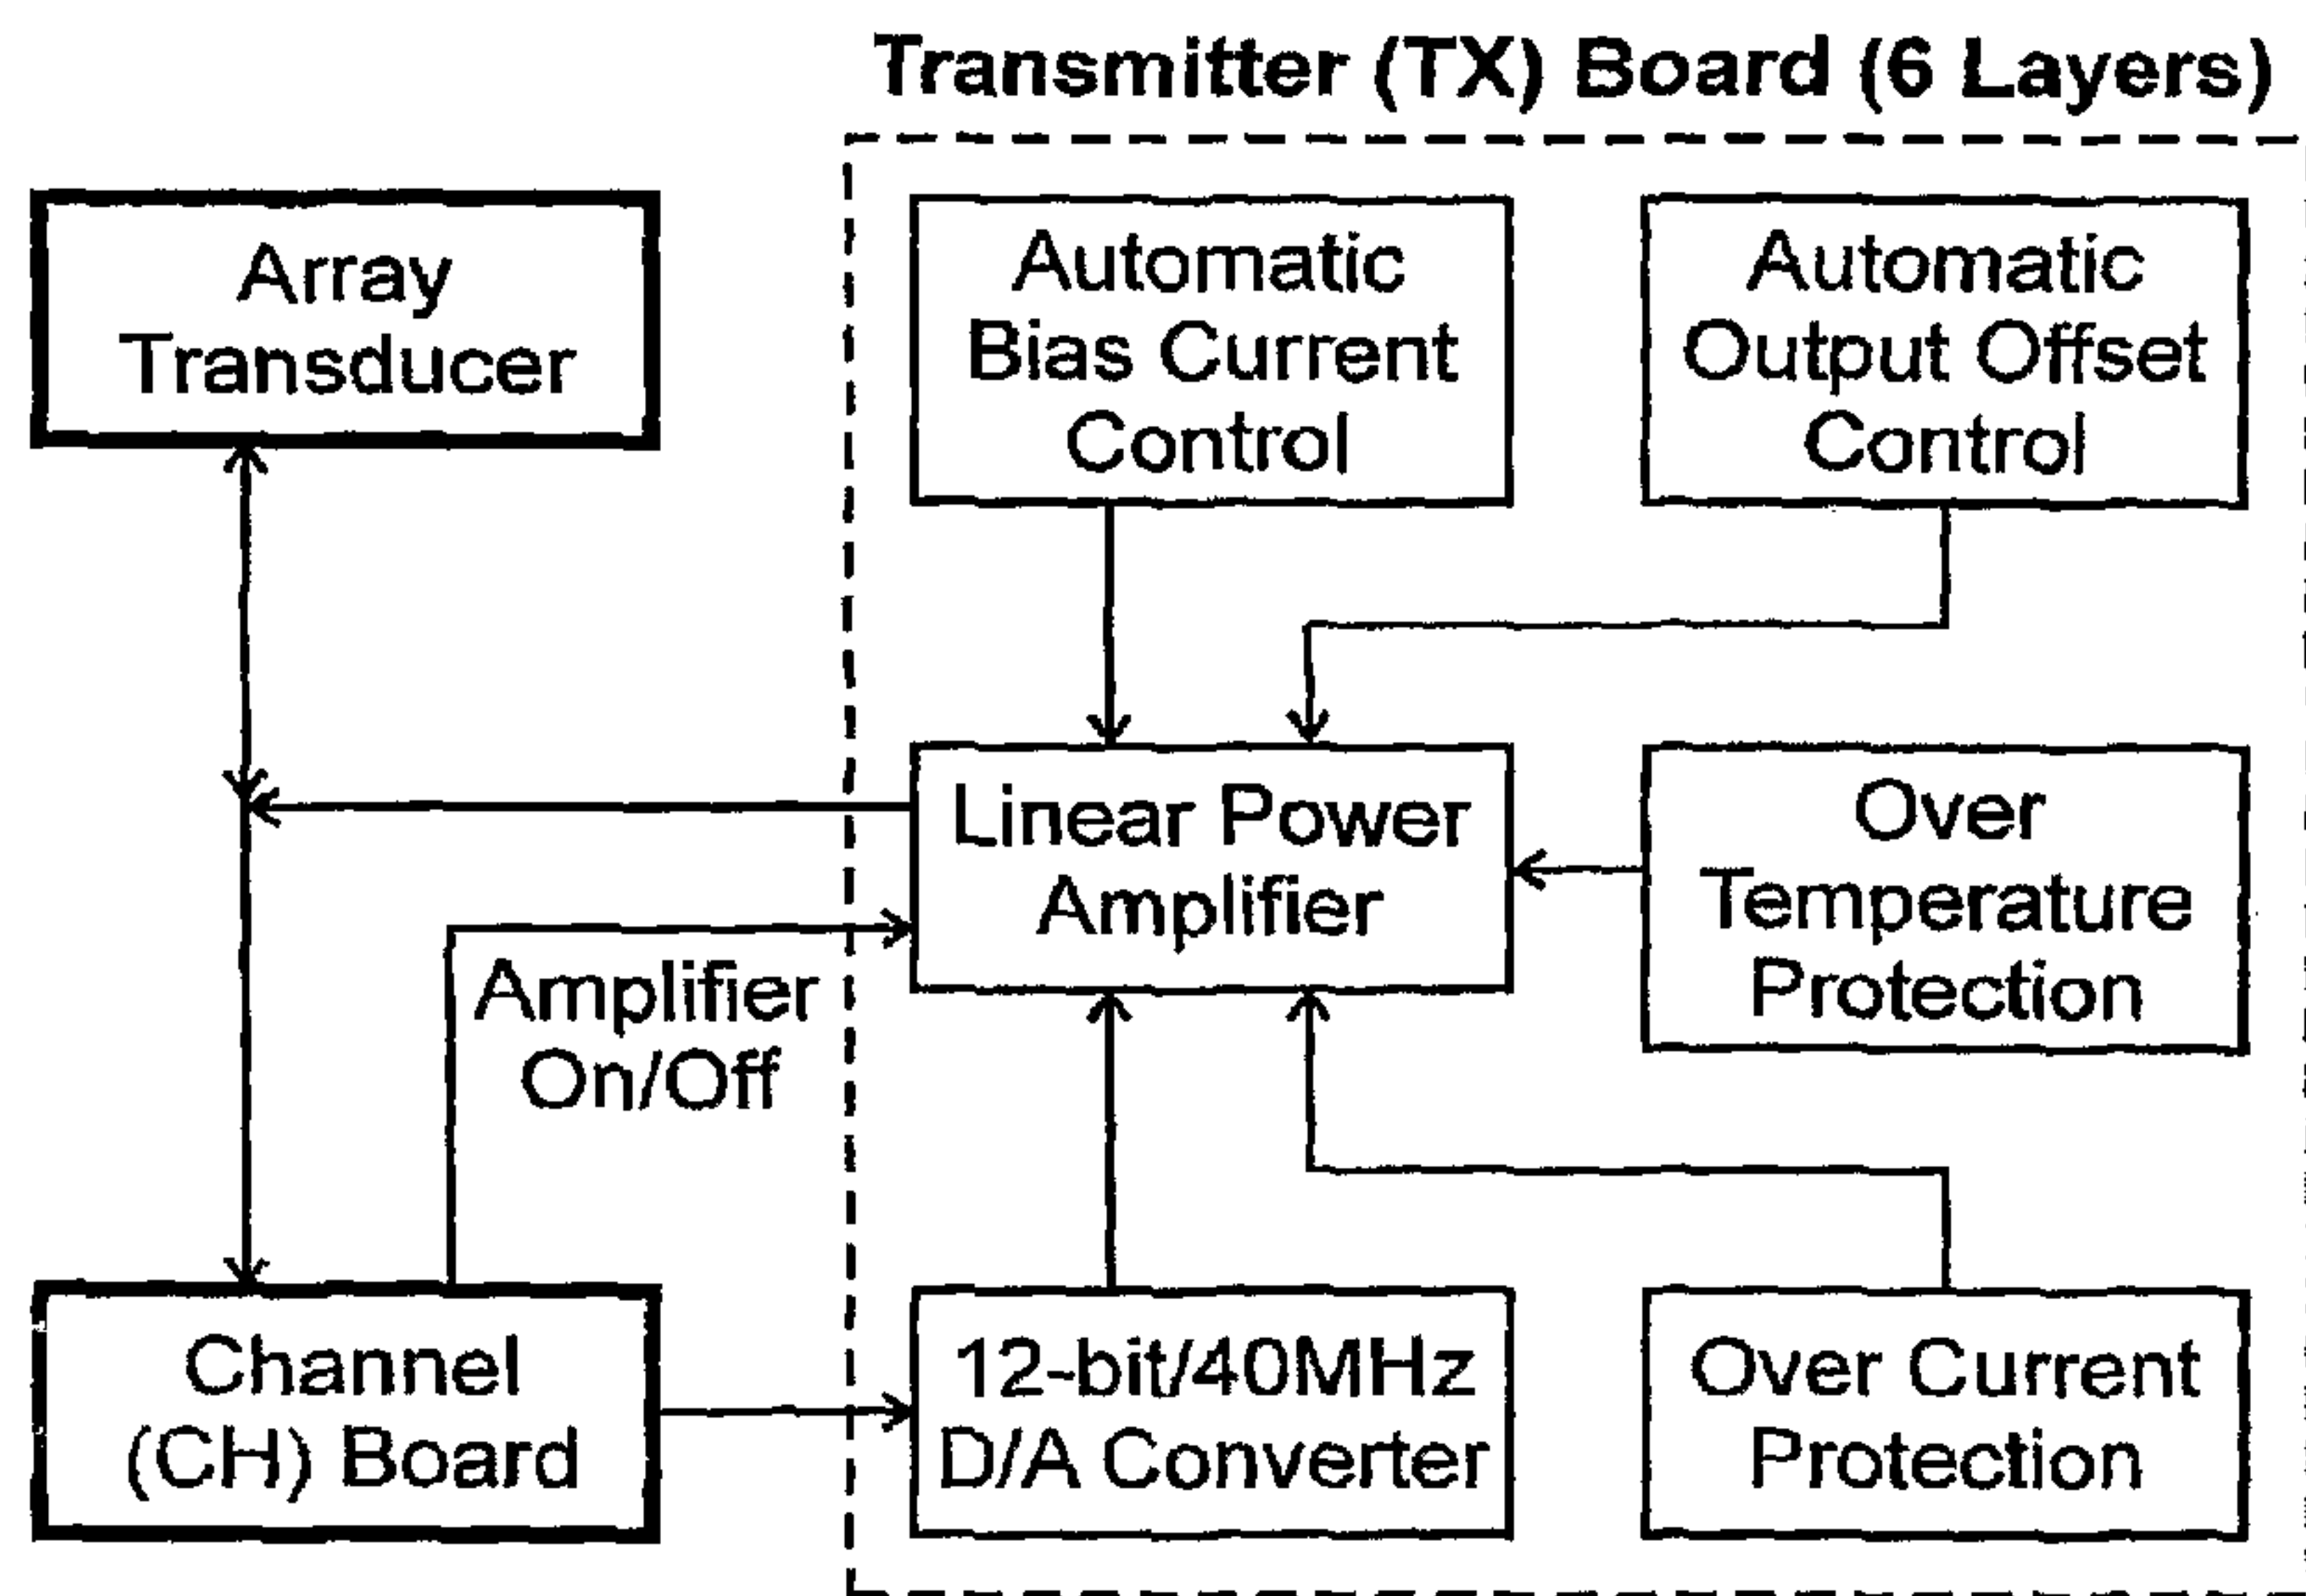 Transmitter (TX) Board (6 Layers)
Array
Transducer
Automatic
Bias Current
Control
Automatic
Output Offset
Control
Linear Power
Amplifier
Over
Temperature
Protection
Amplifier
On/Off
Channel
(CH) Board
12-bit/40MHz
D/A Converter
Over Current
Protection